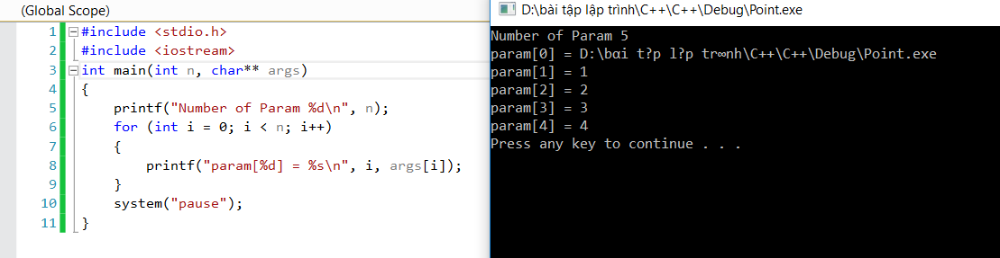 (Global Scope)
1 #include <stdio.h>
2 #include <iostream>
3 int main(int n, char** args)
4 {
5 printf("Number of Param %d\n", n);
6 for (int i = 0; i < n; i++)
7 {
8 printf("param[%d] = %s\n", i, args[i]);
9 }
10 system("pause");
11 }
D:\bài tập lập trình\C++\C++\Debug\Point.exe
Number of Param 5
param[0] = D:\bαi t?p l?p tr∞nh\C++\C++\Debug\Point.exe
param[1] = 1
param[2] = 2
param[3] = 3
param[4] = 4
Press any key to continue . . .